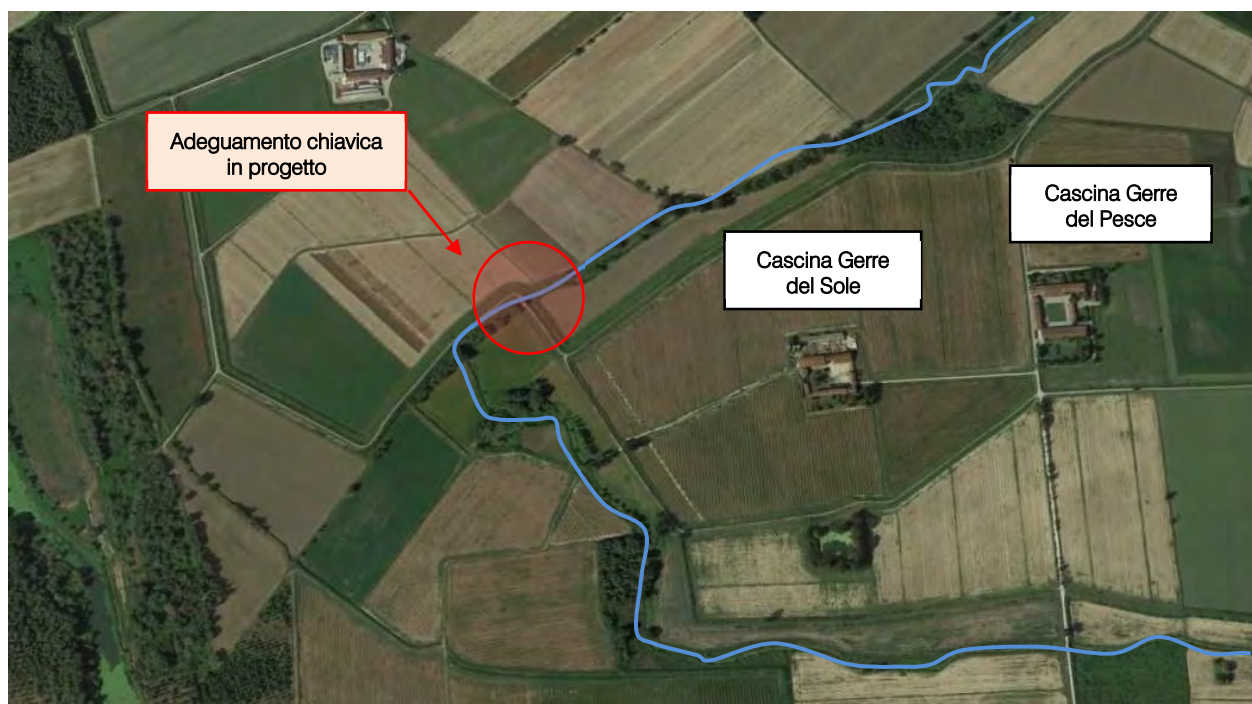 Adeguamento chiavica
in progetto
Cascina Gerre
del Sole
Cascina Gerre
del Pesce